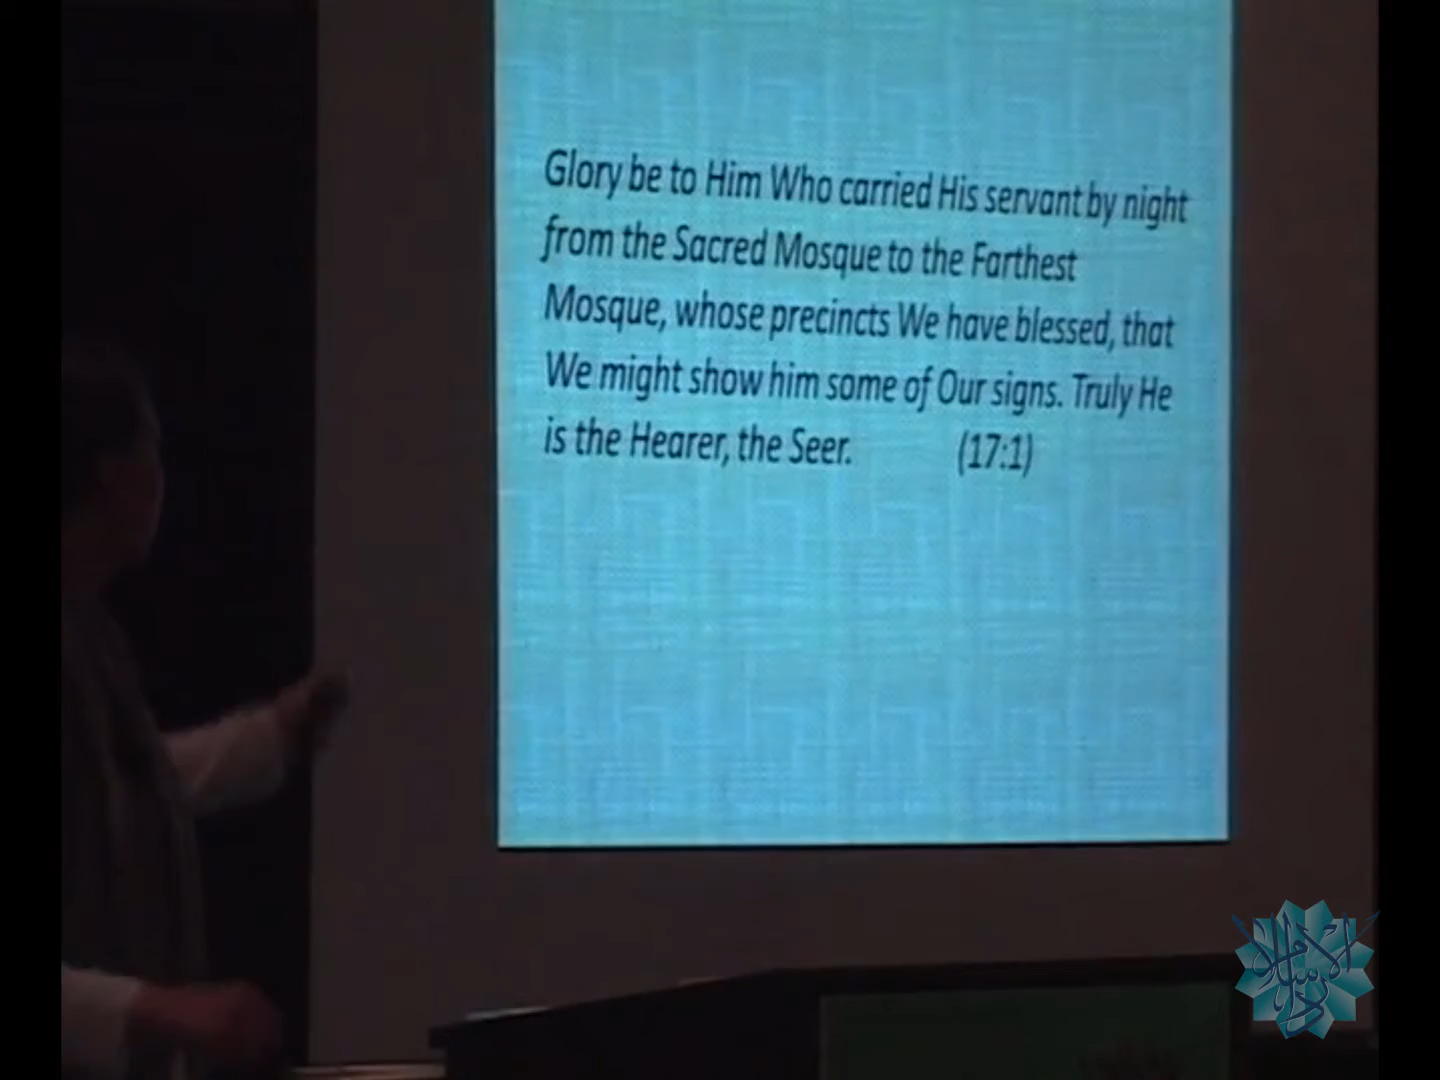 Glory be to Him Who carried His servant by night
from the Sacred Mosque to the Farthest
Mosque, whose precincts We have blessed, that
We might show him some of Our signs. Truly He
is the Hearer, the Seer. (17:1)